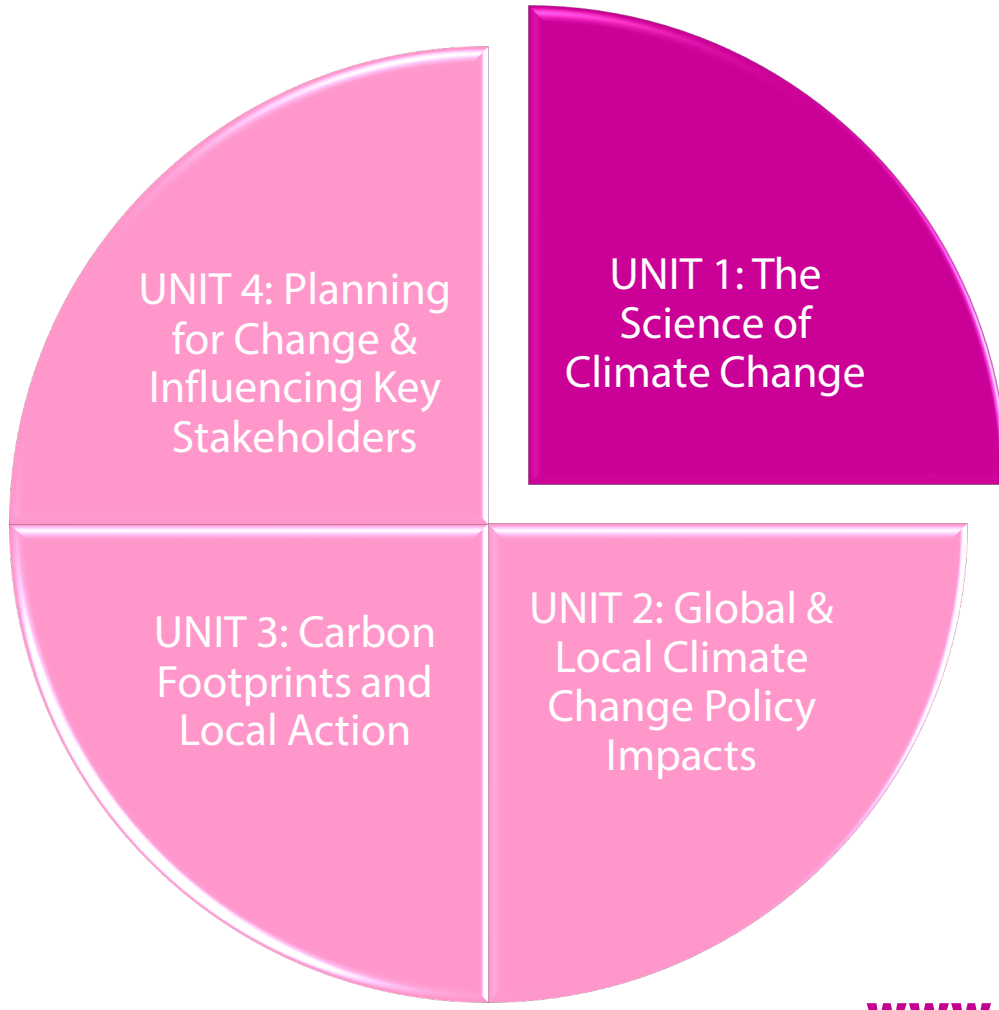 UNIT 1: The
Science of
Climate Change
UNIT 2: Global &
Local Climate
Change Policy
Impacts
UNIT 3: Carbon
Footprints and
Local Action
UNIT 4: Planning
for Change &
Influencing Key
Stakeholders